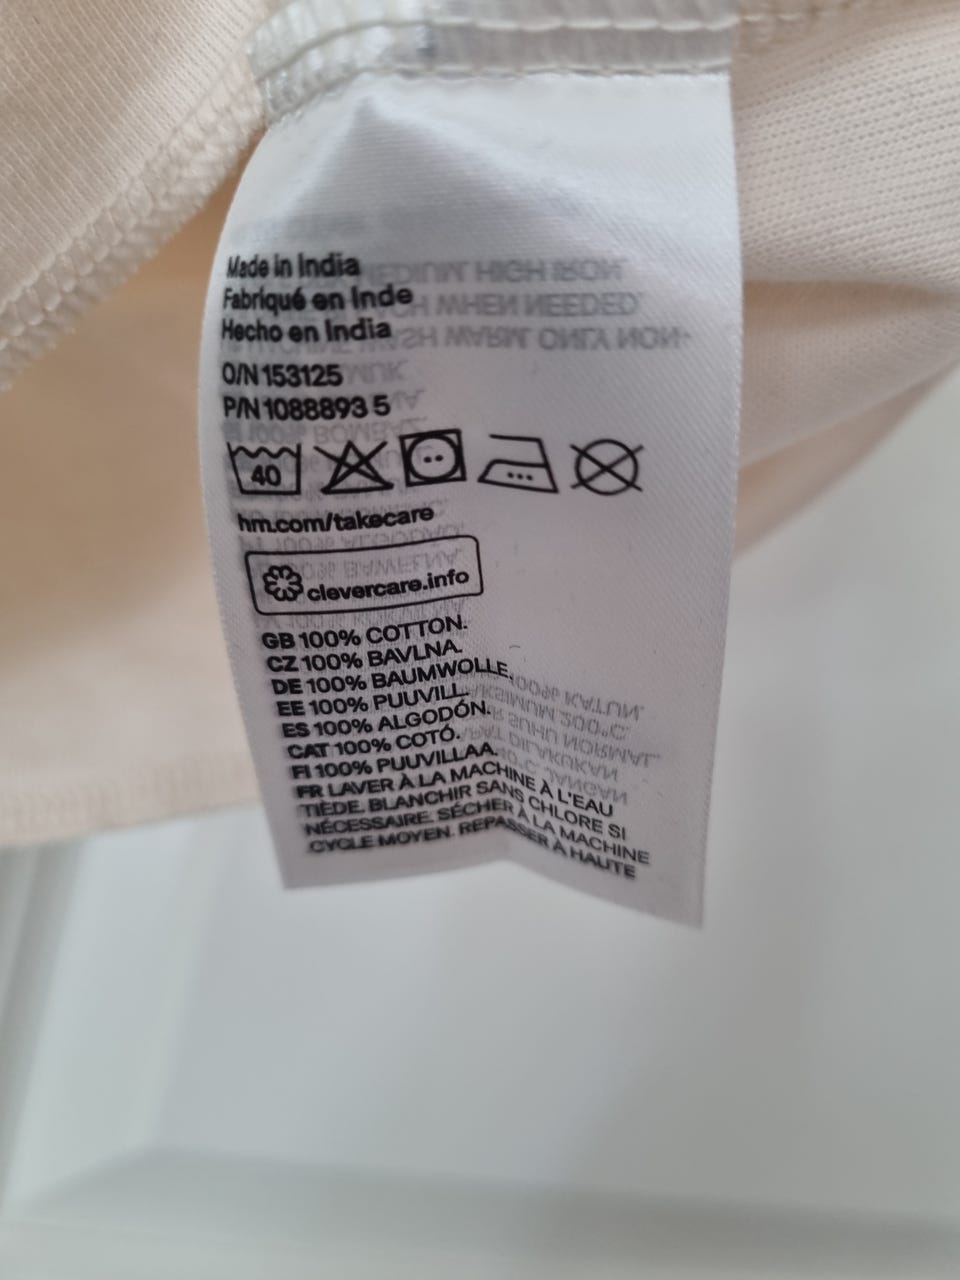 Made in India
Fabriqué en Inde
Hecho en India
O/N 153125
P/N 1088893 5
40
hm.com/takecare
clevercare.info
GB 100% COTTON.
CZ 100% BAVLNA.
DE 100% BAUMWOLLE.
EE 100% PUUVILL.
ES 100% ALGODÓN.
CAT 100% COTÓ.
FI 100% PUUVILLAA.
FR LAVER À LA MACHINE À L'EAU
TIÈDE. BLANCHIR SANS CHLORE SI
NÉCESSAIRE. SÉCHER À LA MACHINE
CYCLE MOYEN. REPASSER À HAUTE